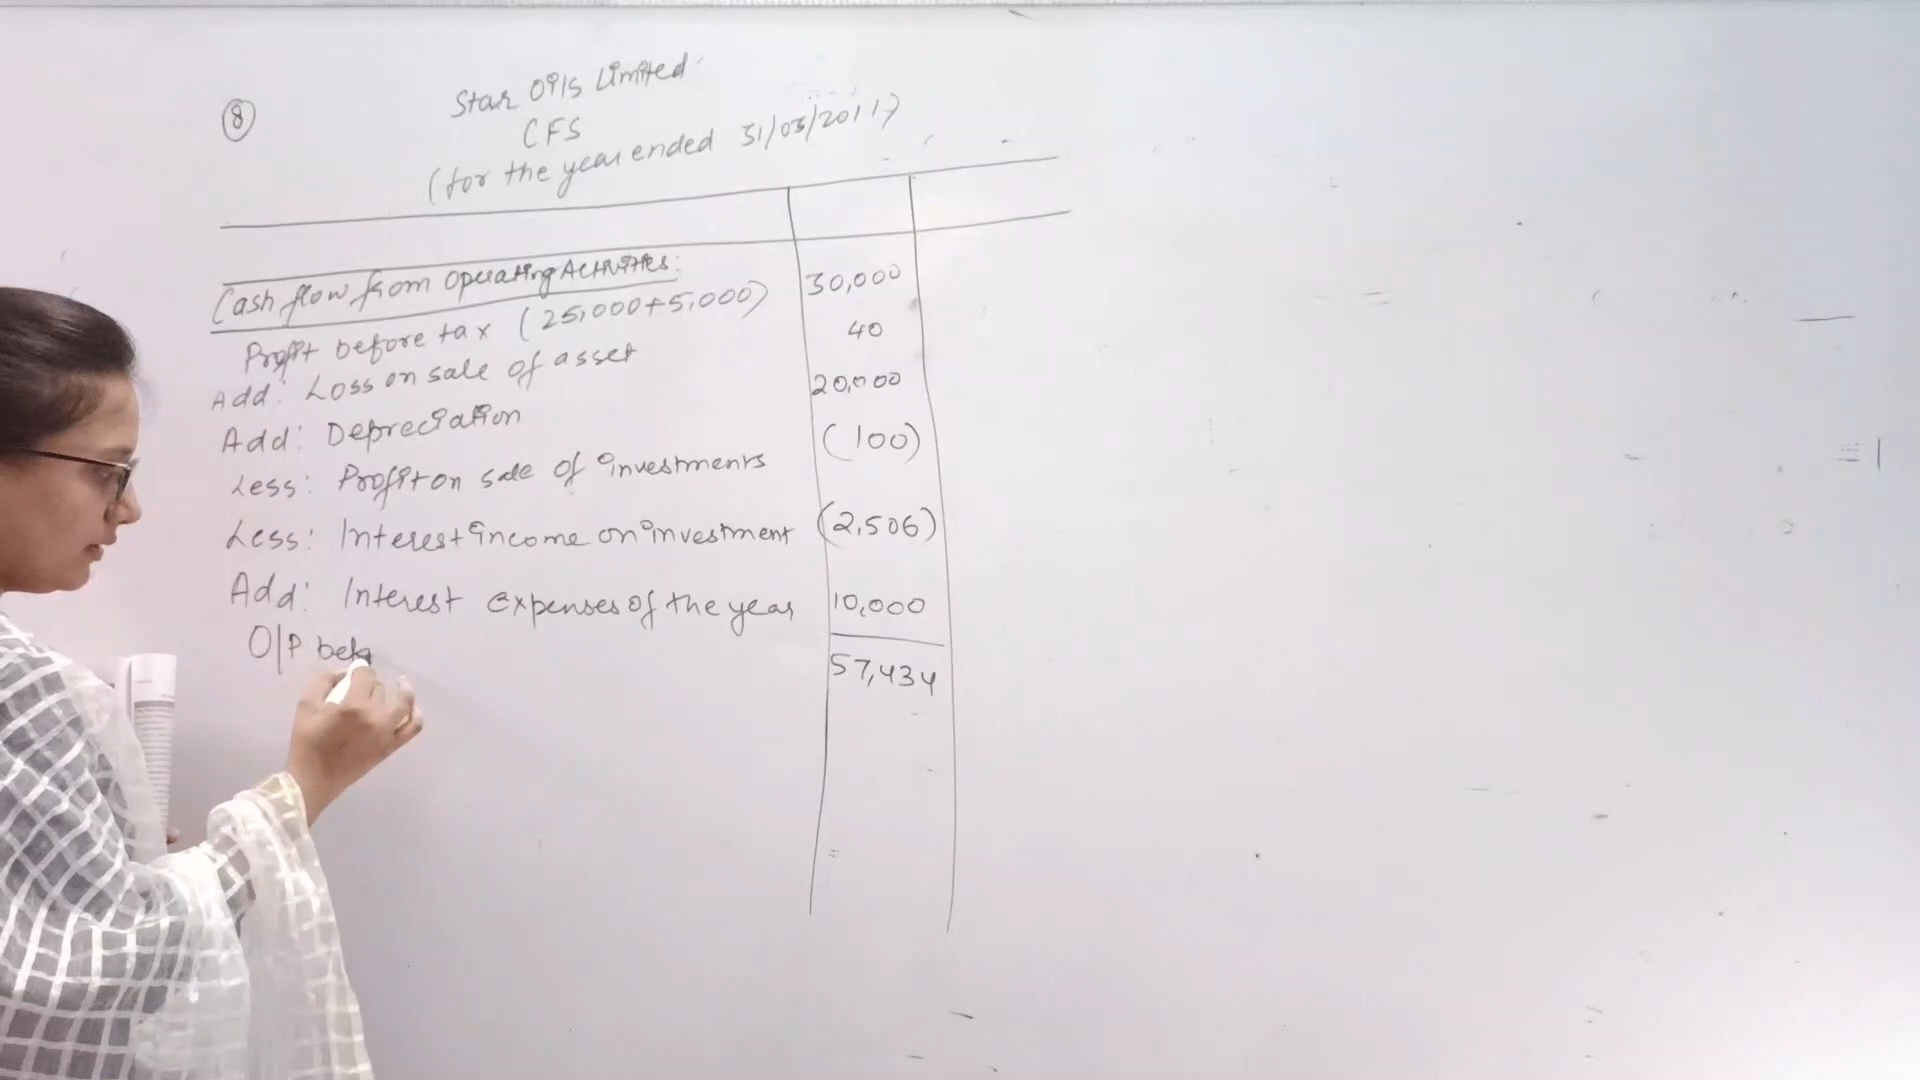 8
Star Oils Limited
CFS
(for the year ended 31/03/2011)
Cash flow from Operating Activities:
Profit before tax (25,000+5,000) 30,000
Add: Loss on sale of asset 40
Add: Depreciation 20,000
Less: Profit on sale of investments (100)
Less: Interest income on investment (2,506)
Add: Interest expenses of the year 10,000
O/P befo 57,434